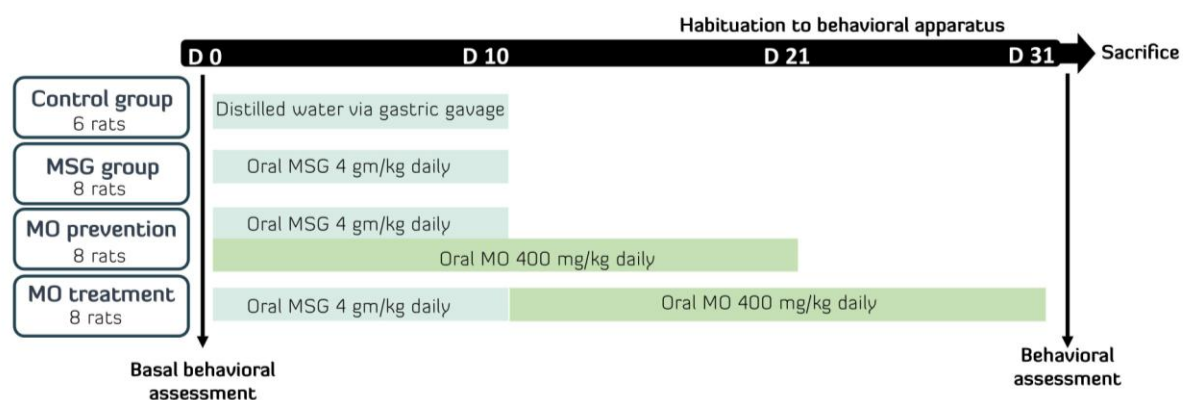 Habituation to behavioral apparatus
D 0 D 10 D 21 D 31
Sacrifice
Control group
6 rats
Distilled water via gastric gavage
MSG group
8 rats
Oral MSG 4 gm/kg daily
MO prevention
8 rats
Oral MSG 4 gm/kg daily
Oral MO 400 mg/kg daily
MO treatment
8 rats
Oral MSG 4 gm/kg daily
Oral MO 400 mg/kg daily
Basal behavioral
assessment
Behavioral
assessment